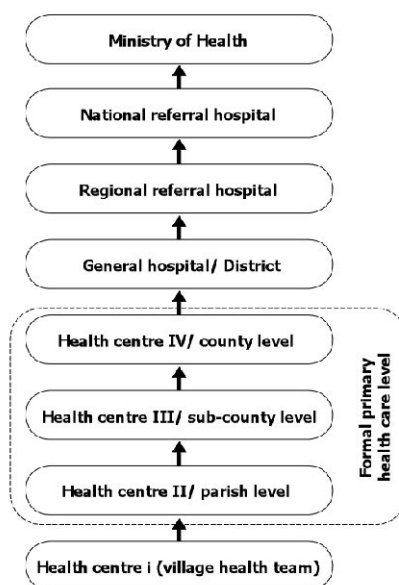 Ministry of Health
National referral hospital
Regional referral hospital
General hospital/ District
Health centre IV/ county level
Health centre III/ sub-county level
Health centre II/ parish level
Formal primary
health care level
Health centre i (village health team)